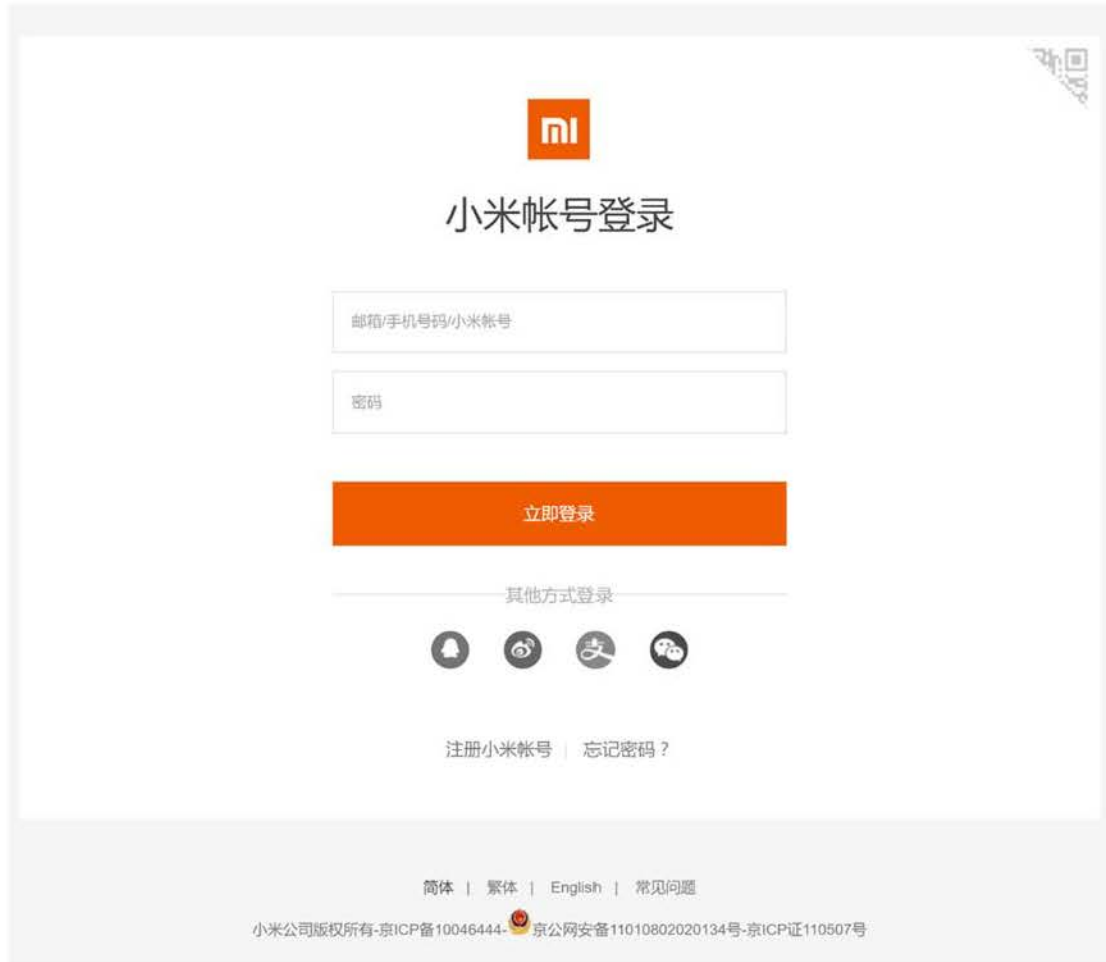 mi
小米帐号登录
邮箱/手机号码/小米帐号
密码
立即登录
其他方式登录
支
注册小米帐号 | 忘记密码？
简体 | 繁体 | English | 常见问题
小米公司版权所有-京ICP备10046444-京公网安备11010802020134号-京ICP证110507号